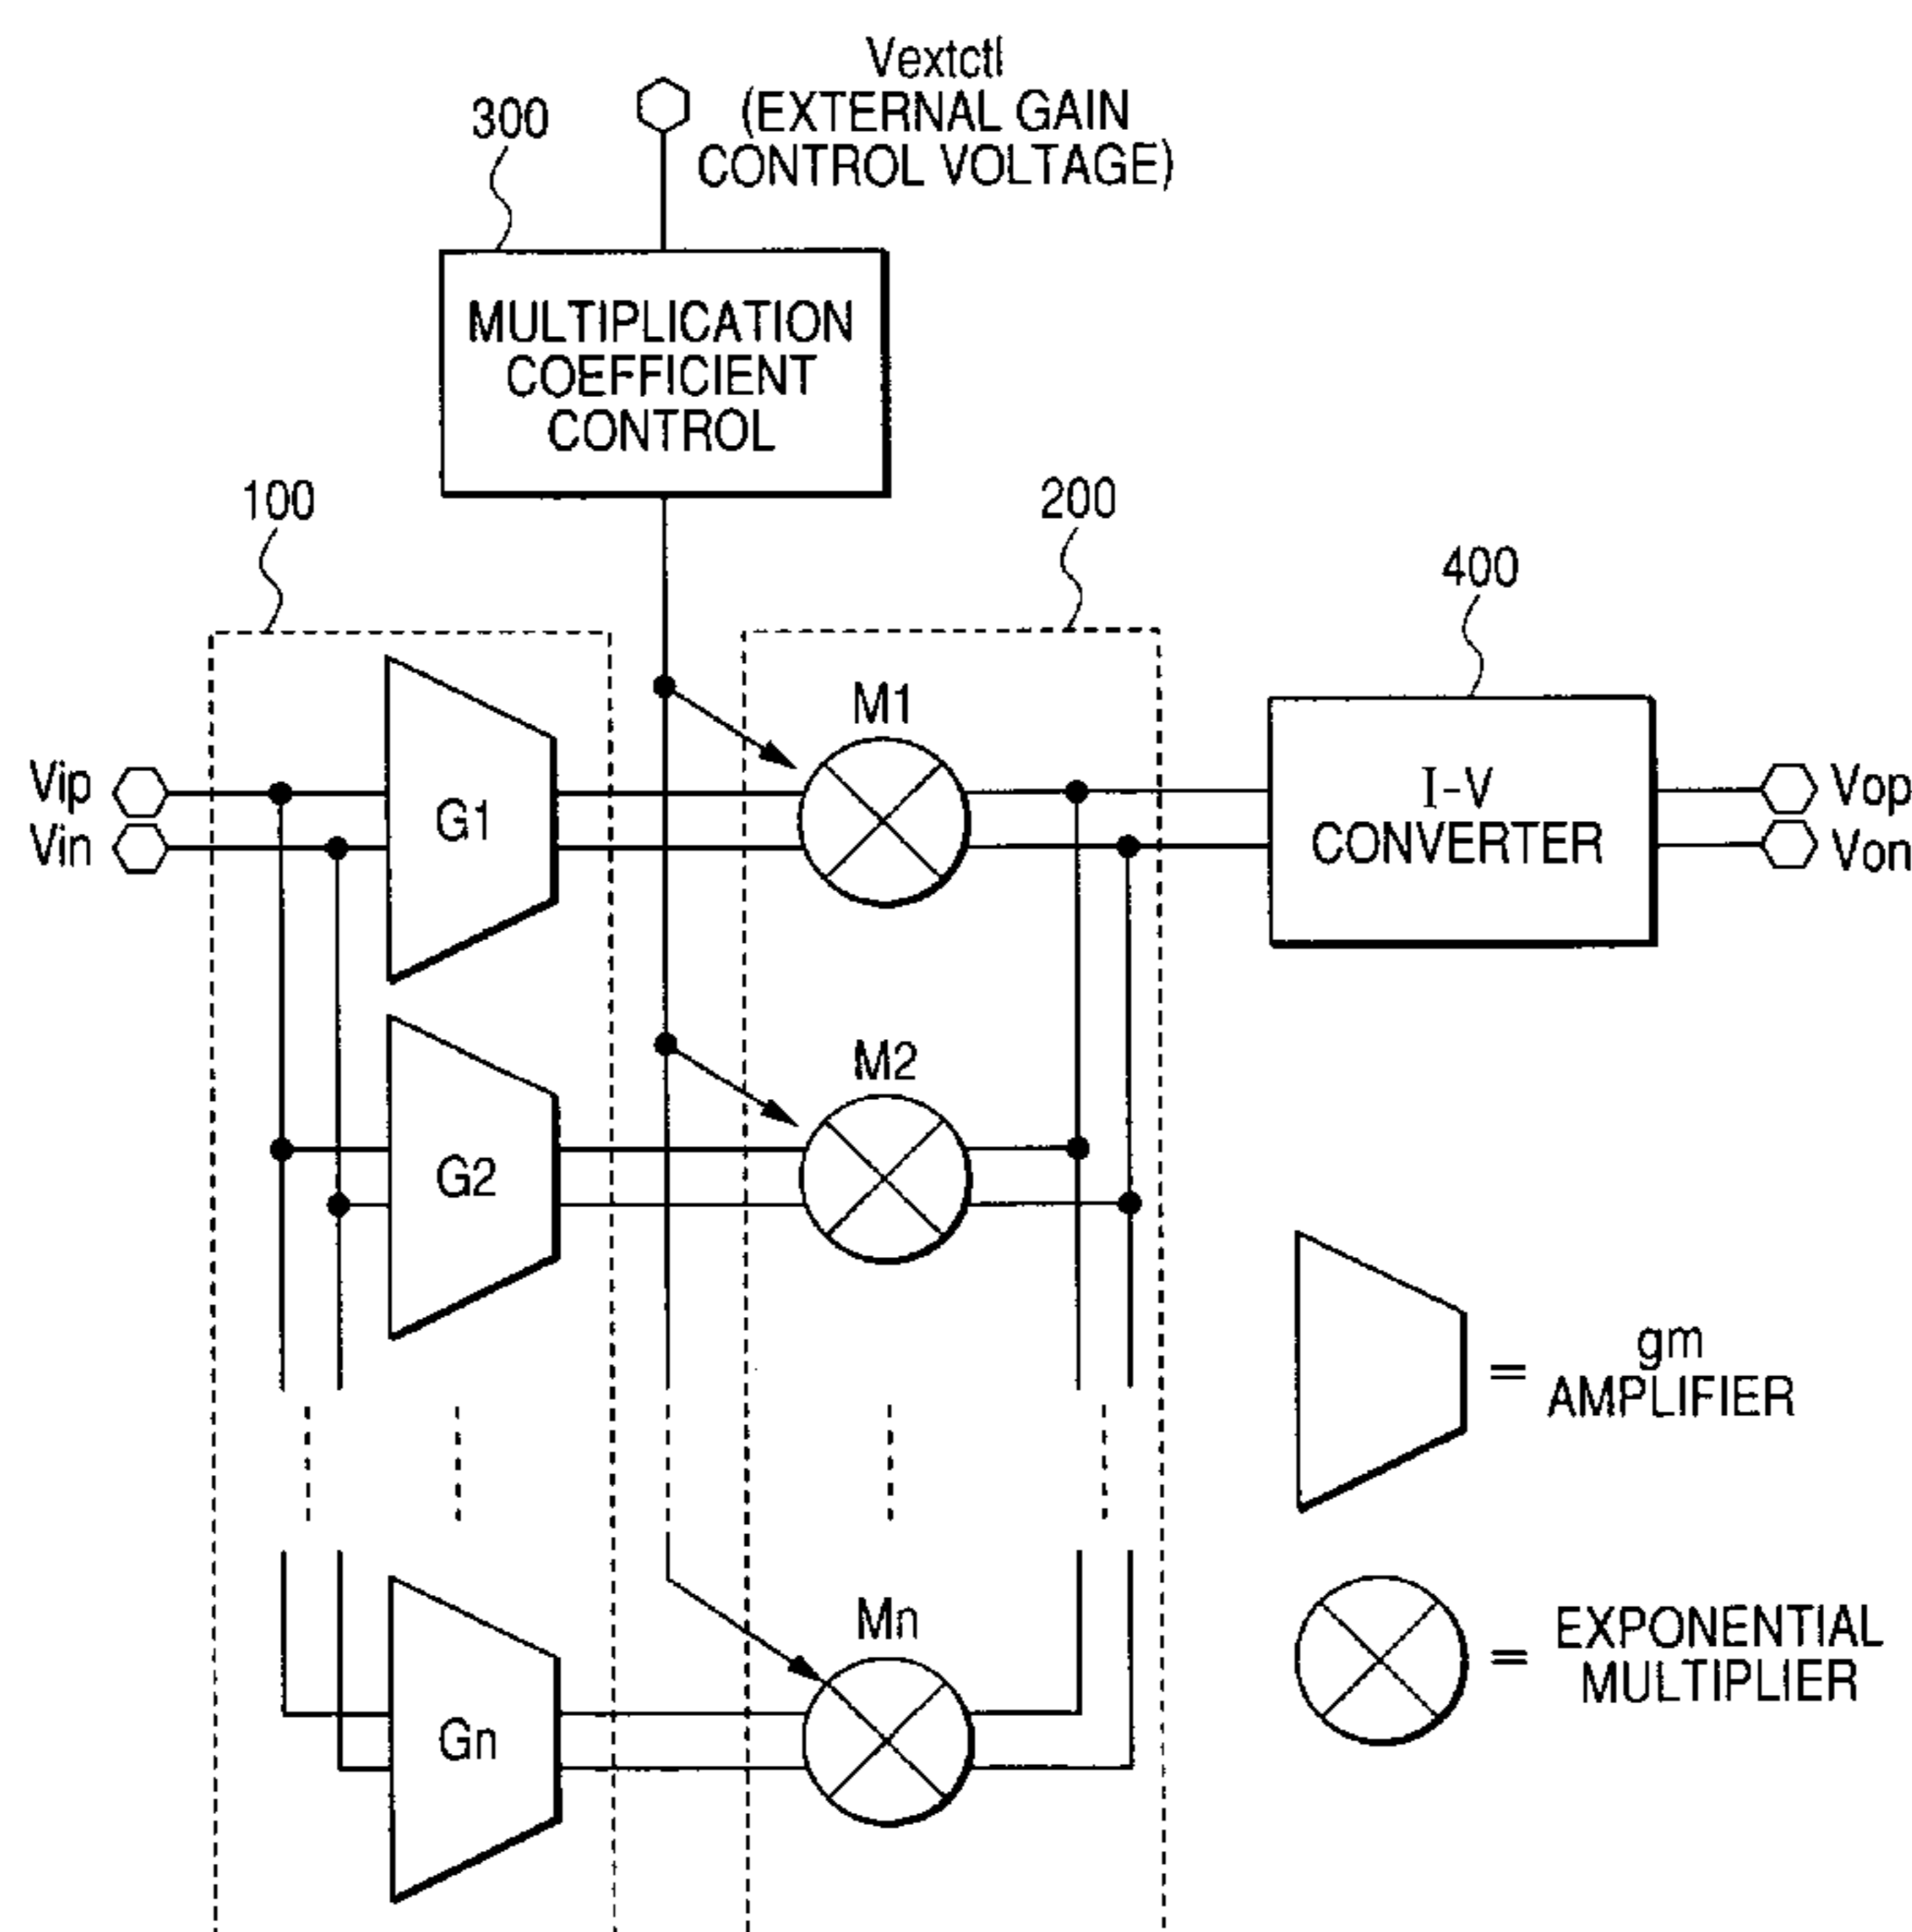 Vextctl
(EXTERNAL GAIN
CONTROL VOLTAGE)
300
MULTIPLICATION
COEFFICIENT
CONTROL
100
200
400
M1
Vip
Vin
G1
I-V
CONVERTER
Vop
Von
M2
G2
gm
AMPLIFIER
=
Mn
Gn
=
EXPONENTIAL
MULTIPLIER